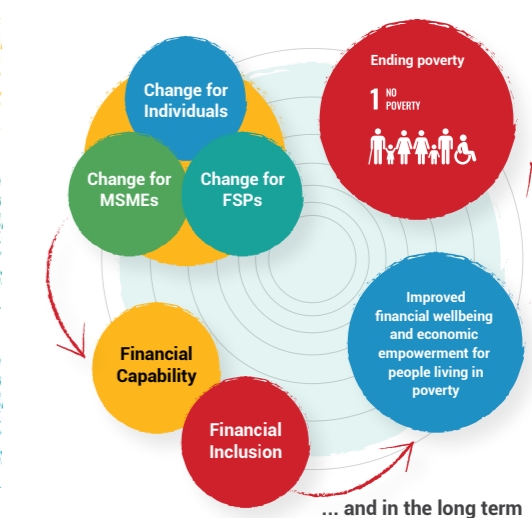 Change for
Individuals
Change for
MSMEs
Change for
FSPs
Financial
Capability
Financial
Inclusion
Ending poverty
1 NO
POVERTY
Improved
financial wellbeing
and economic
empowerment for
people living in
poverty
... and in the long term